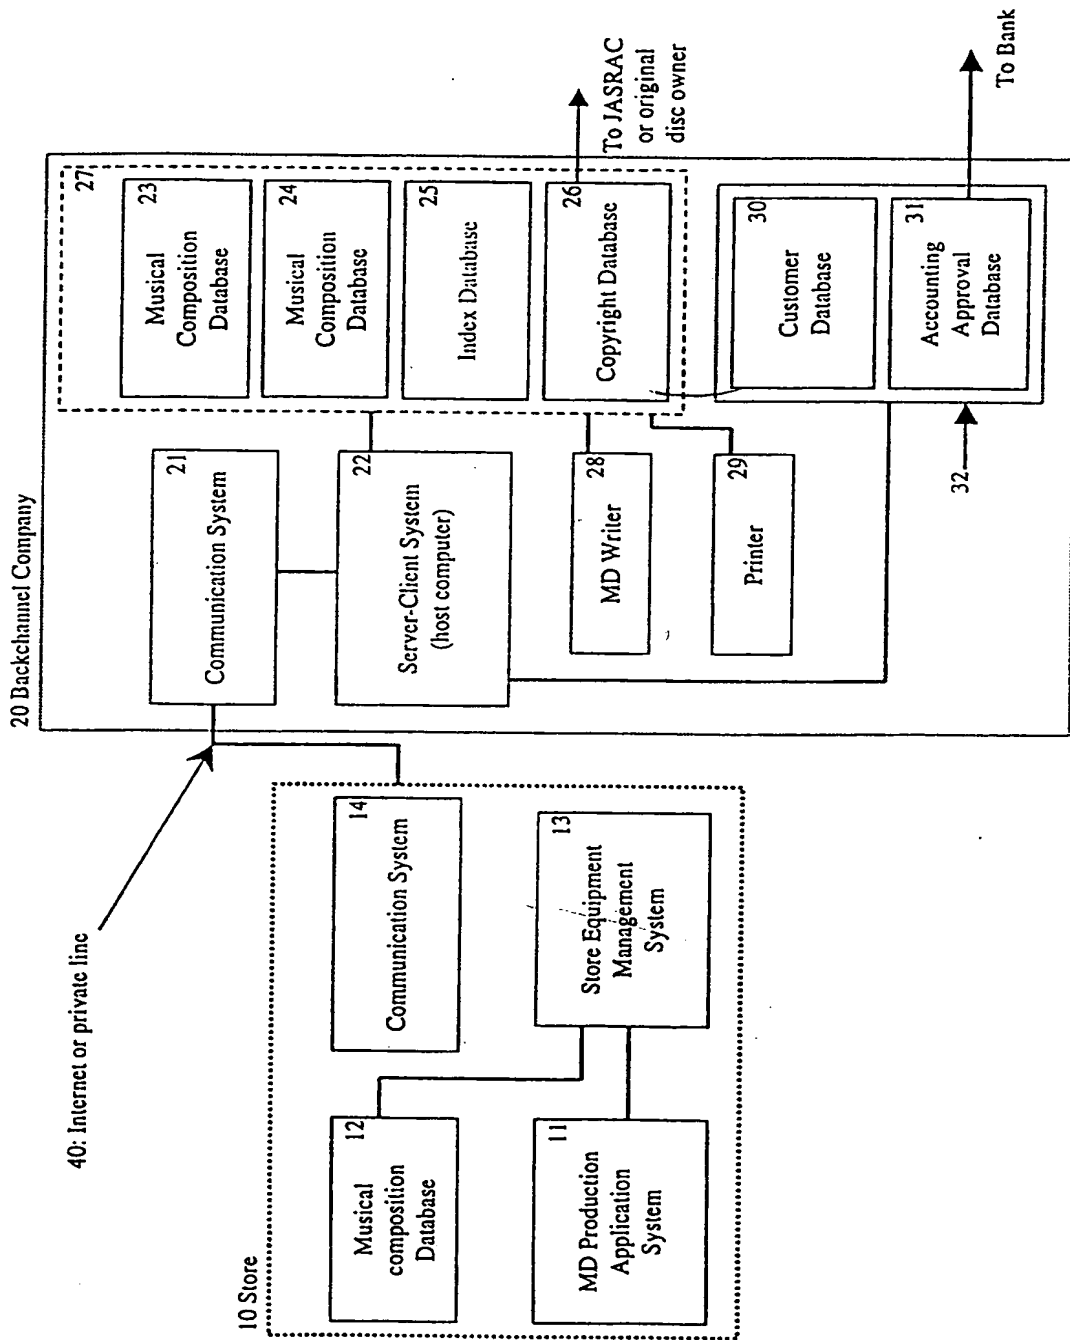 20 Backchannel Company
40: Internet or private line
10 Store
12
Musical
composition
Database
11
MD Production
Application
System
14
Communication System
13
Store Equipment
Management
System
21
Communication System
22
Server-Client System
(host computer)
28
MD Writer
29
Printer
27
23
Musical
Composition
Database
24
Musical
Composition
Database
25
Index Database
26
Copyright Database
To JASRAC
or original
disc owner
30
Customer
Database
31
Accounting
Approval
Database
32
To Bank